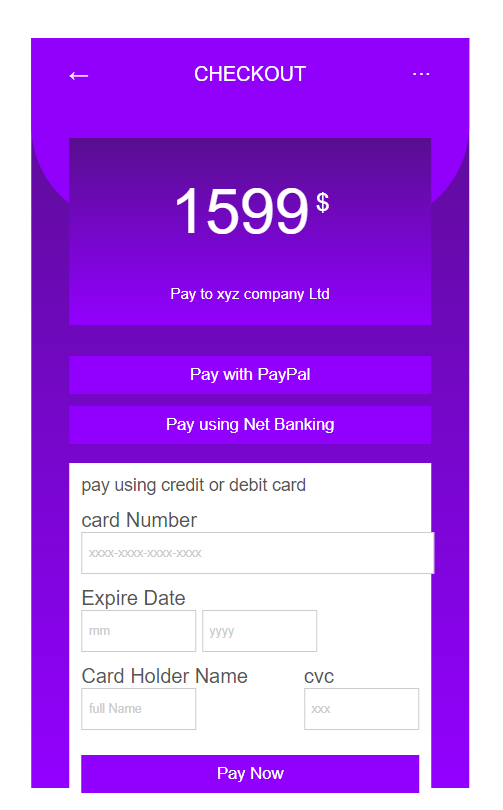 ← CHECKOUT ...
1599 $
Pay to xyz company Ltd
Pay with PayPal
Pay using Net Banking
pay using credit or debit card
card Number
xxxx-xxxx-xxxx-xxxx
Expire Date
mm yyyy
Card Holder Name cvc
full Name xxx
Pay Now